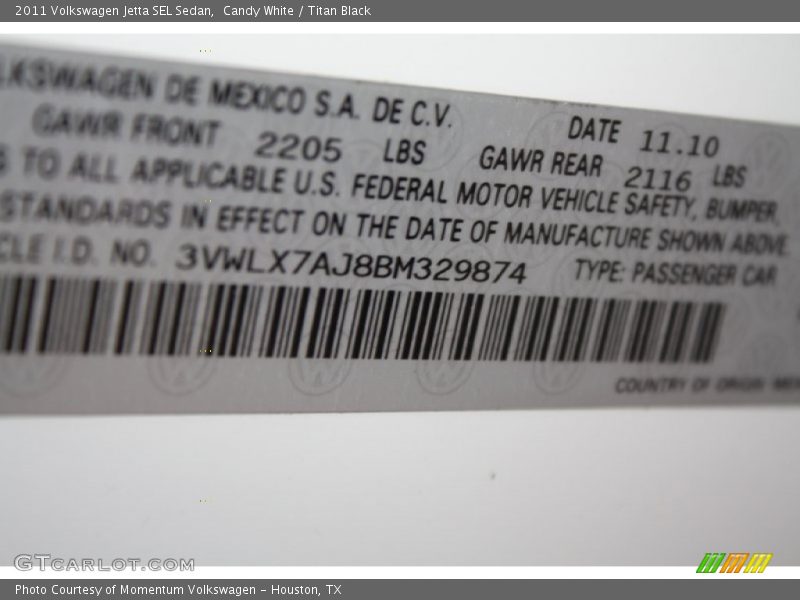 2011 Volkswagen Jetta SEL Sedan, Candy White / Titan Black
LKSWAGEN DE MEXICO S.A. DE C.V.
DATE 11.10
GAWR FRONT 2205 LBS GAWR REAR 2116 LBS
S TO ALL APPLICABLE U.S. FEDERAL MOTOR VEHICLE SAFETY, BUMPER,
STANDARDS IN EFFECT ON THE DATE OF MANUFACTURE SHOWN ABOVE.
CLE I.D. NO. 3VWLX7AJ8BM329874 TYPE: PASSENGER CAR
COUNTRY OF ORIGIN MEX
GTCARLOT.COM
Photo Courtesy of Momentum Volkswagen - Houston, TX